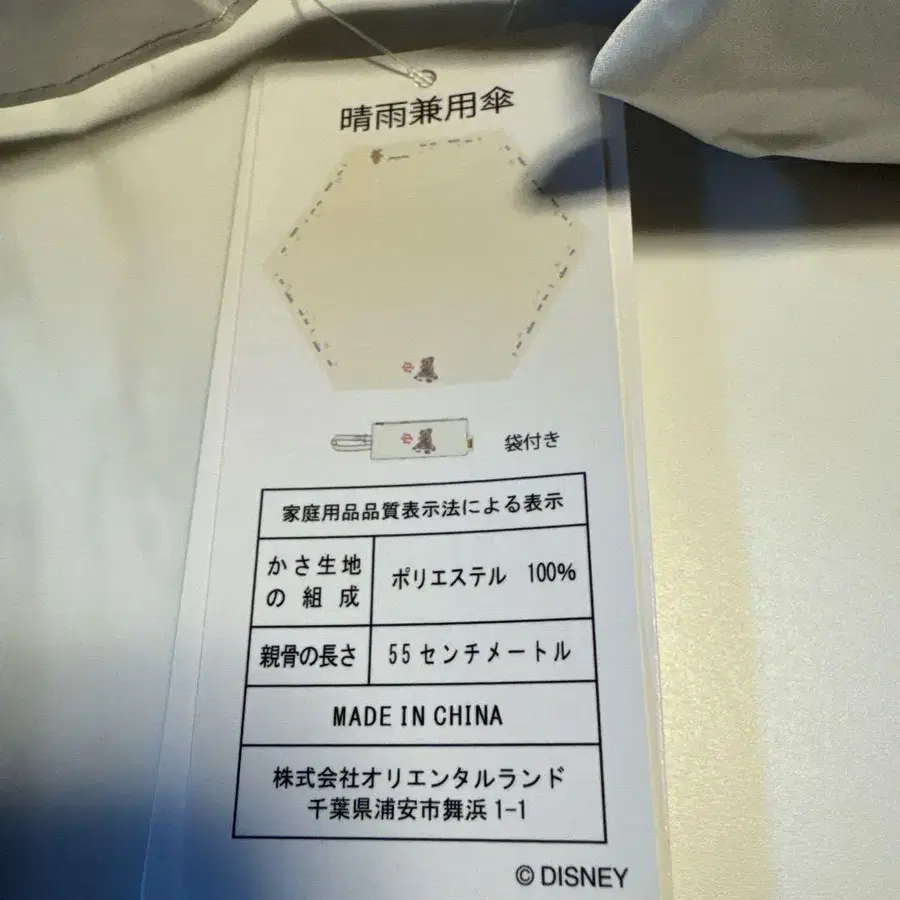 晴雨兼用傘
袋付き
家庭用品品質表示法による表示
かさ生地
の組成
ポリエステル 100%
親骨の長さ
55センチメートル
MADE IN CHINA
株式会社オリエンタルランド
千葉県浦安市舞浜1-1
© DISNEY